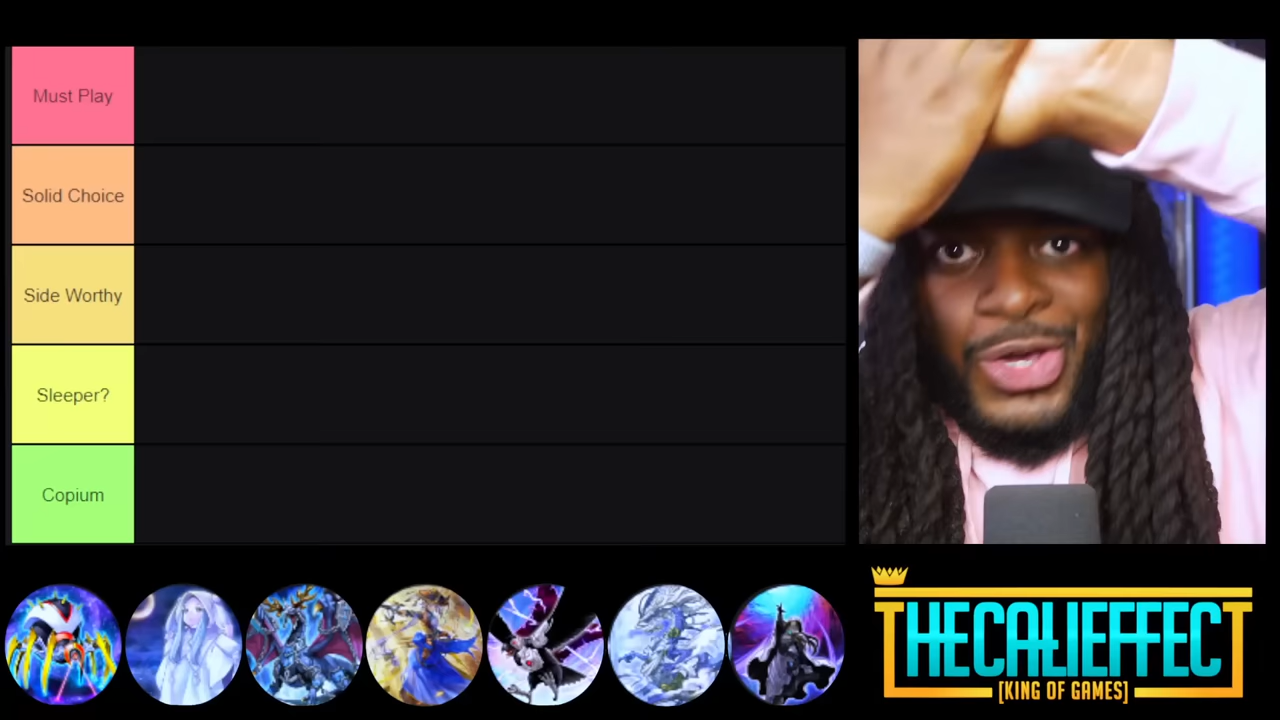 Must Play
Solid Choice
Side Worthy
Sleeper?
Copium
THECALIEFFECT
[KING OF GAMES]